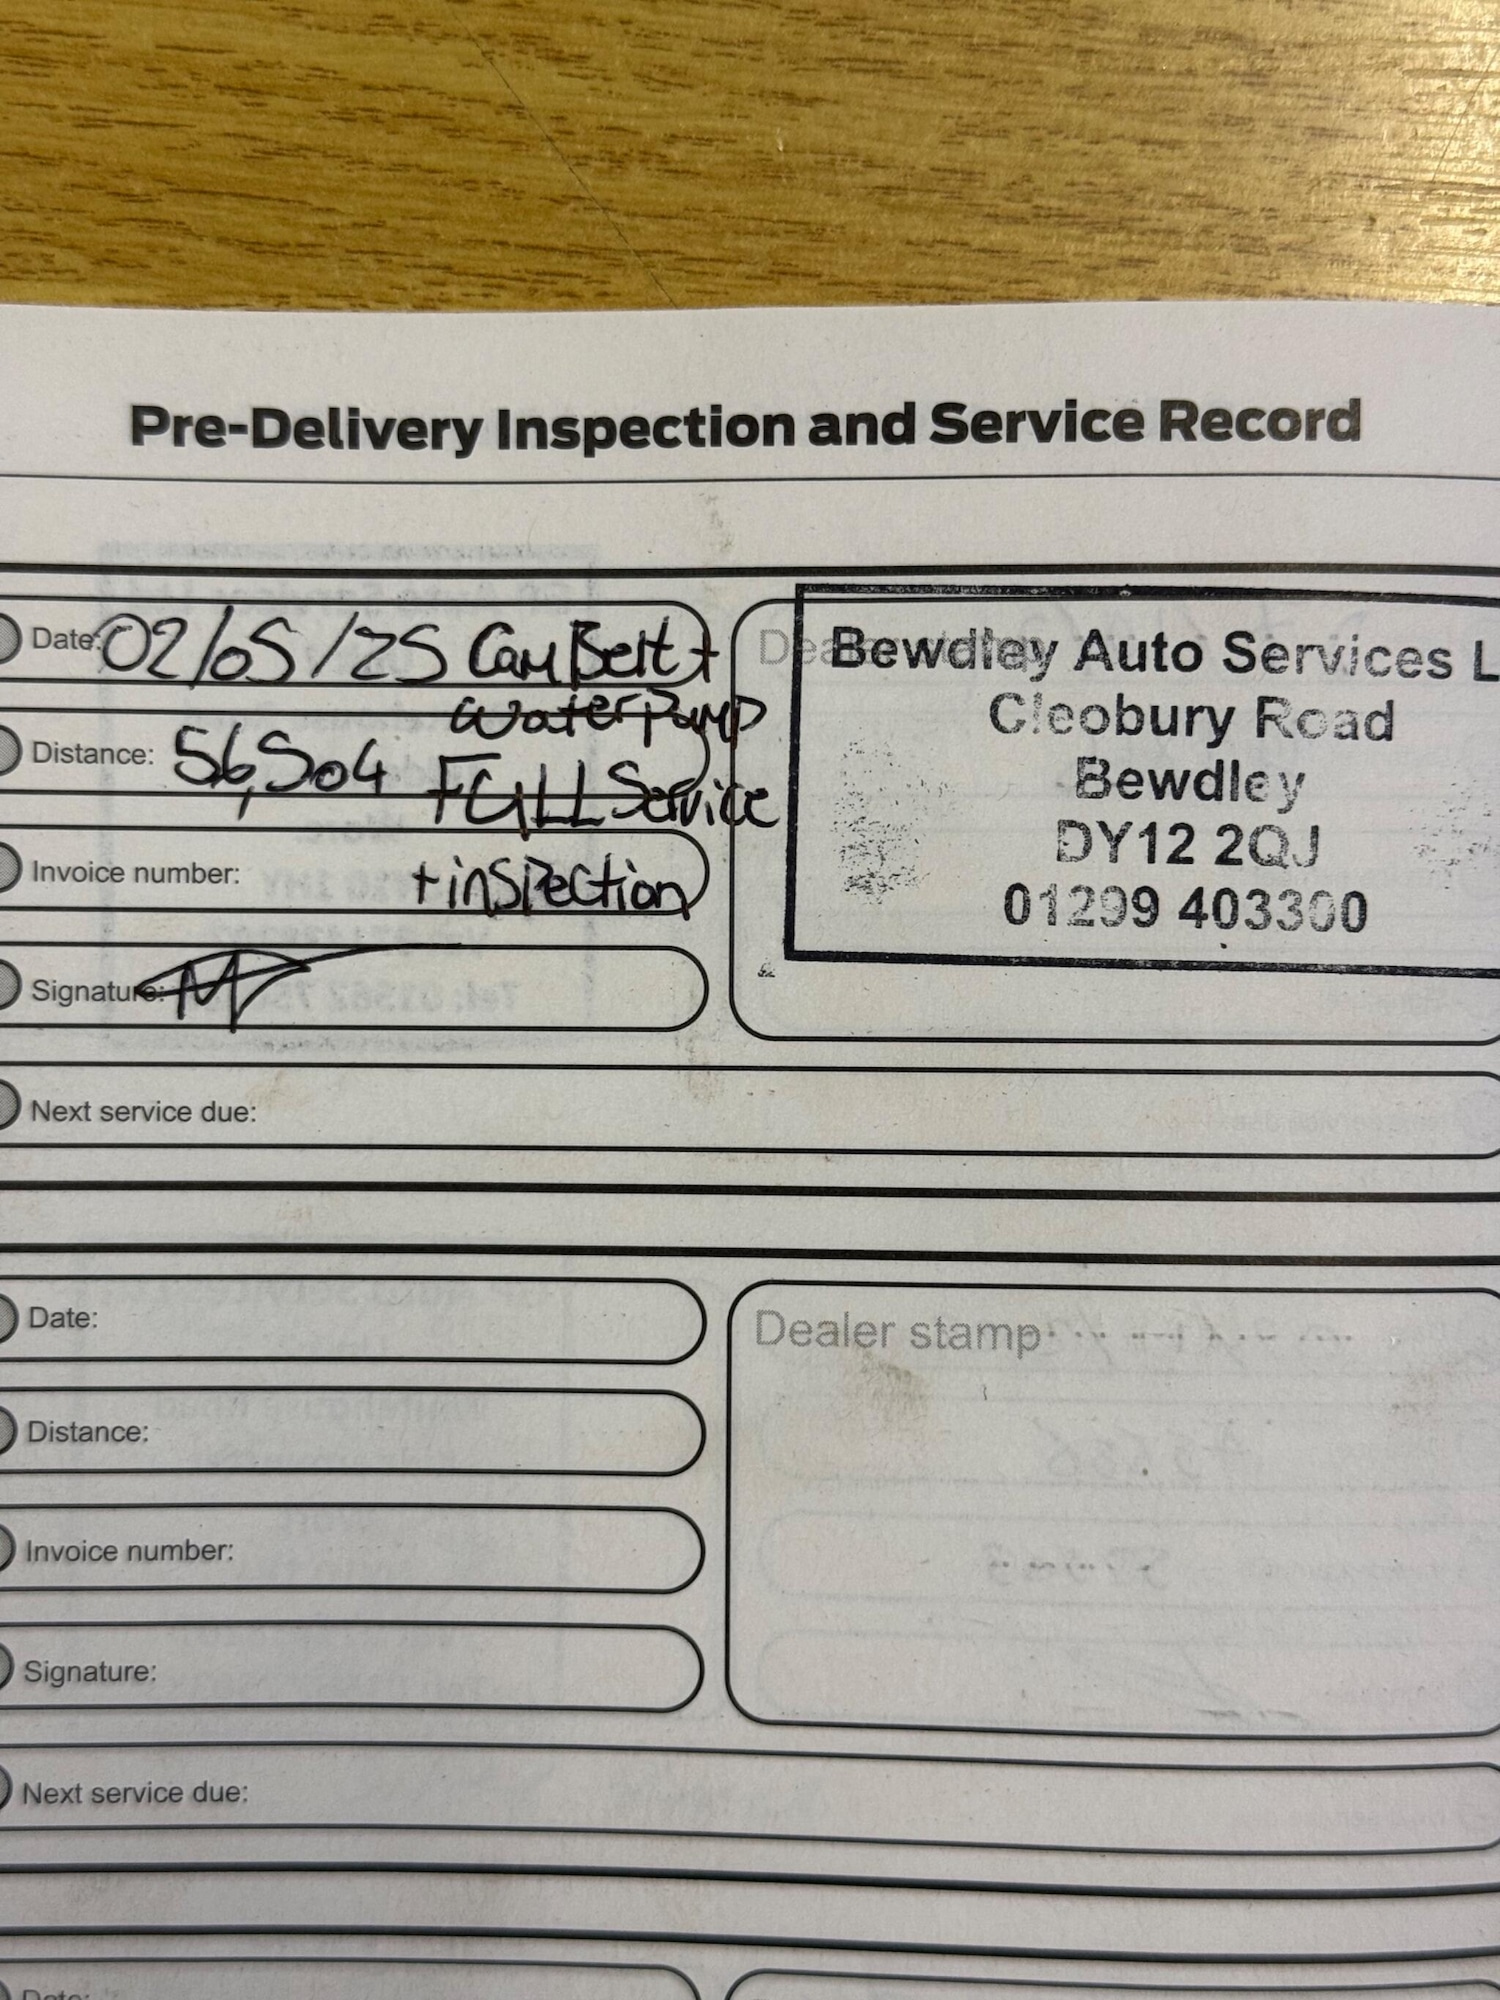 Pre-Delivery Inspection and Service Record
Date: 02/05/25 Cam Belt +
Water Pump
Distance: 56,504 FULL Service
Invoice number: + inspection
Signature:
Bewdley Auto Services L
Cleobury Road
Bewdley
DY12 2QJ
01299 403300
Next service due:
Date:
Dealer stamp
Distance:
Invoice number:
Signature:
Next service due:
Date: